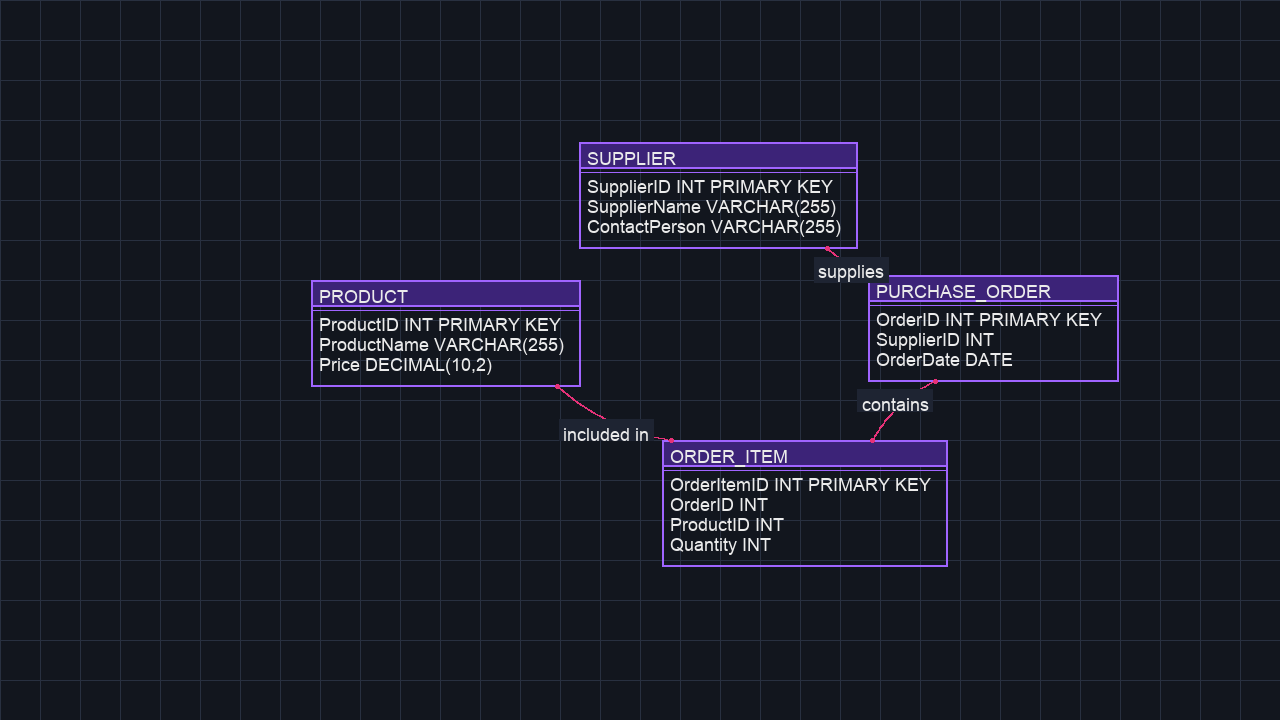 SUPPLIER
SupplierID INT PRIMARY KEY
SupplierName VARCHAR(255)
ContactPerson VARCHAR(255)
supplies
PURCHASE_ORDER
OrderID INT PRIMARY KEY
SupplierID INT
OrderDate DATE
PRODUCT
ProductID INT PRIMARY KEY
ProductName VARCHAR(255)
Price DECIMAL(10,2)
contains
included in
ORDER_ITEM
OrderItemID INT PRIMARY KEY
OrderID INT
ProductID INT
Quantity INT